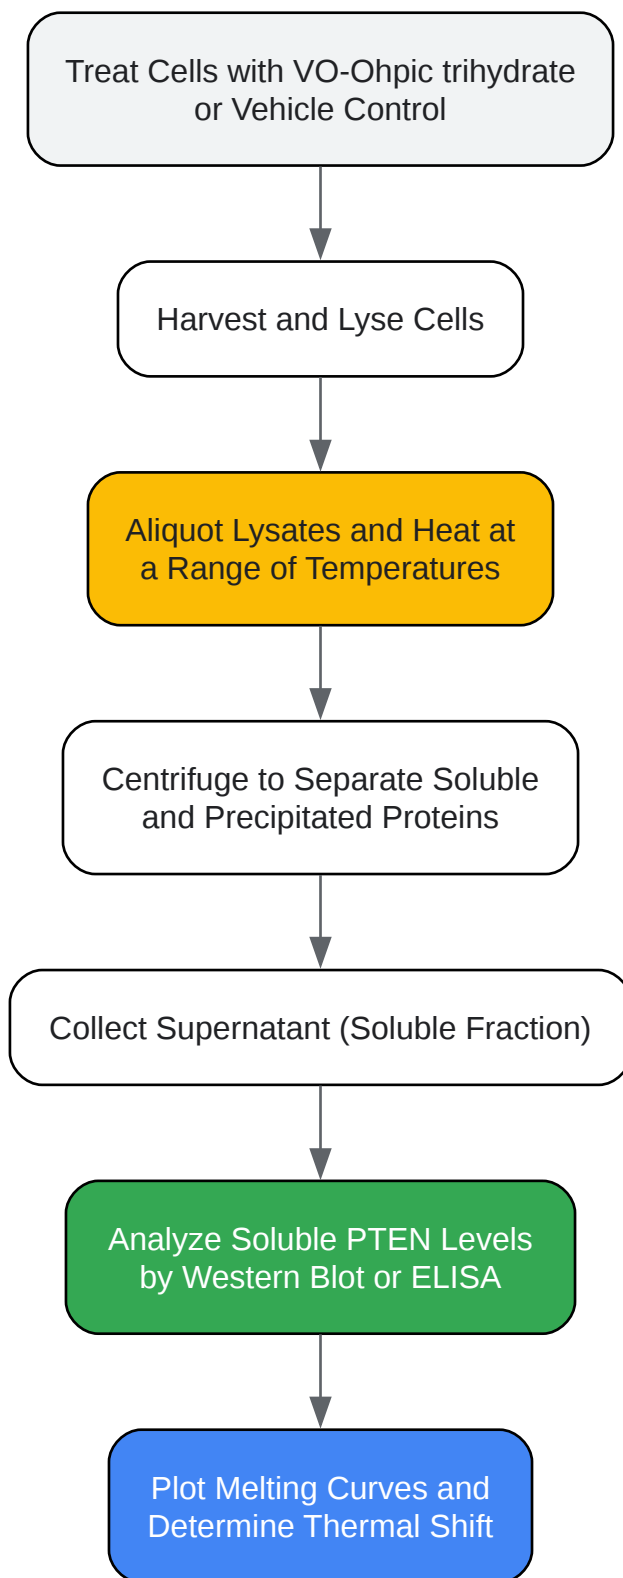 Treat Cells with VO-Ohpic trihydrate
or Vehicle Control
Harvest and Lyse Cells
Aliquot Lysates and Heat at
a Range of Temperatures
Centrifuge to Separate Soluble
and Precipitated Proteins
Collect Supernatant (Soluble Fraction)
Analyze Soluble PTEN Levels
by Western Blot or ELISA
Plot Melting Curves and
Determine Thermal Shift